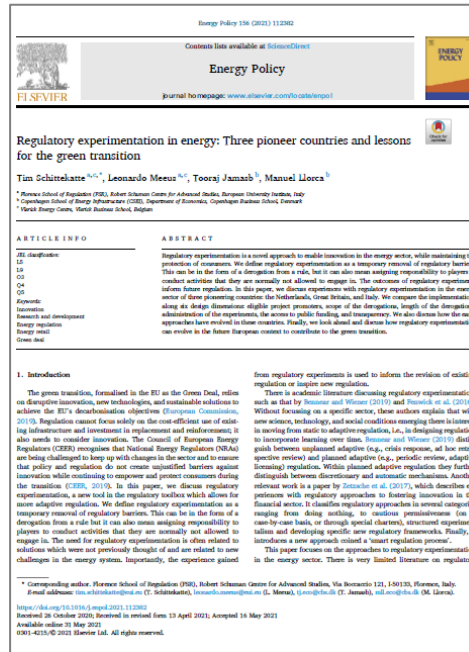 Energy Policy 156 (2021) 112382
Contents lists available at ScienceDirect
Energy Policy
journal homepage: www.elsevier.com/locate/enpol
ELSEVIER
ENERGY
POLICY
Regulatory experimentation in energy: Three pioneer countries and lessons
for the green transition
Tim Schittekatte a,c,*, Leonardo Meeus a,c, Tooraj Jamasb b, Manuel Llorca b
a Florence School of Regulation (FSR), Robert Schuman Centre for Advanced Studies, European University Institute, Italy
b Copenhagen School of Energy Infrastructure (CSEI), Department of Economics, Copenhagen Business School, Denmark
c Vlerick Energy Centre, Vlerick Business School, Belgium
ARTICLE INFO
JEL classification:
L5
L9
O3
Q4
Q5
Keywords:
Innovation
Research and development
Energy regulation
Energy retail
Green deal
ABSTRACT
Regulatory experimentation is a novel approach to enable innovation in the energy sector, while maintaining t
protection of consumers. We define regulatory experimentation as a temporary removal of regulatory barrier
This can be in the form of a derogation from a rule, but it can also mean assigning responsibility to players
conduct activities that they are normally not allowed to engage in. The outcomes of regulatory experiment
inform future regulation. In this paper, we discuss experiences with regulatory experimentation in the ener
sector of three pioneering countries: the Netherlands, Great Britain, and Italy. We compare the implementatio
along six design dimensions: eligible project promoters, scope of the derogations, length of the derogatio
administration of the experiments, the access to public funding, and transparency. We also discuss how the ea
approaches have evolved in these countries. Finally, we look ahead and discuss how regulatory experimentati
can evolve in the future European context to contribute to the green transition.
1. Introduction
The green transition, formalised in the EU as the Green Deal, relies
on disruptive innovation, new technologies, and sustainable solutions to
achieve the EU's decarbonisation objectives (European Commission,
2019). Regulation cannot focus solely on the cost-efficient use of exist-
ing infrastructure and investment in replacement and reinforcement; it
also needs to consider innovation. The Council of European Energy
Regulators (CEER) recognises that National Energy Regulators (NRAs)
are being challenged to keep up with changes in the sector and to ensure
that policy and regulation do not create unjustified barriers against
innovation while continuing to empower and protect consumers during
the transition (CEER, 2019). In this paper, we discuss regulatory
experimentation, a new tool in the regulatory toolbox which allows for
more adaptive regulation. We define regulatory experimentation as a
temporary removal of regulatory barriers. This can be in the form of a
derogation from a rule but it can also mean assigning responsibility to
players to conduct activities that they are normally not allowed to
engage in. The need for regulatory experimentation is often related to
solutions which were not previously thought of and are related to new
challenges in the energy system. Importantly, the experience gained
from regulatory experiments is used to inform the revision of existin
regulation or inspire new regulation.
There is academic literature discussing regulatory experimentatio
such as that by Bennear and Wiener (2019) and Fenwick et al. (2018
Without focusing on a specific sector, these authors explain that wi
new science, technology, and social conditions emerging there is intere
in moving from static to adaptive regulation, i.e., in designing regulatio
to incorporate learning over time. Bennear and Wiener (2019) disti
guish between unplanned adaptive (e.g., crisis response, ad hoc retr
spective review) and planned adaptive (e.g., periodic review, adapt
licensing) regulation. Within planned adaptive regulation they furth
distinguish between discretionary and automatic mechanisms. Anoth
relevant work is a paper by Zetzsche et al. (2017), which describes e
periences with regulatory approaches to fostering innovation in t
financial sector. It classifies regulatory approaches in several categori
ranging from doing nothing, to cautious permissiveness (on
case-by-case basis, or through special charters), structured experime
talism and developing specific new regulatory frameworks. Finally,
introduces a new approach coined a 'smart regulation process'.
This paper focuses on the approaches to regulatory experimentatio
in the energy sector. There is very limited literature on regulato
* Corresponding author. Florence School of Regulation (FSR), Robert Schuman Centre for Advanced Studies, Via Boccaccio 121, I-50133, Florence, Italy.
E-mail addresses: tim.schittekatte@eui.eu (T. Schittekatte), leonardo.meeus@eui.eu (L. Meeus), tj.eco@cbs.dk (T. Jamasb), mll.eco@cbs.dk (M. Llorca).
https://doi.org/10.1016/j.enpol.2021.112382
Received 26 October 2020; Received in revised form 13 April 2021; Accepted 16 May 2021
Available online 31 May 2021
0301-4215/© 2021 Elsevier Ltd. All rights reserved.